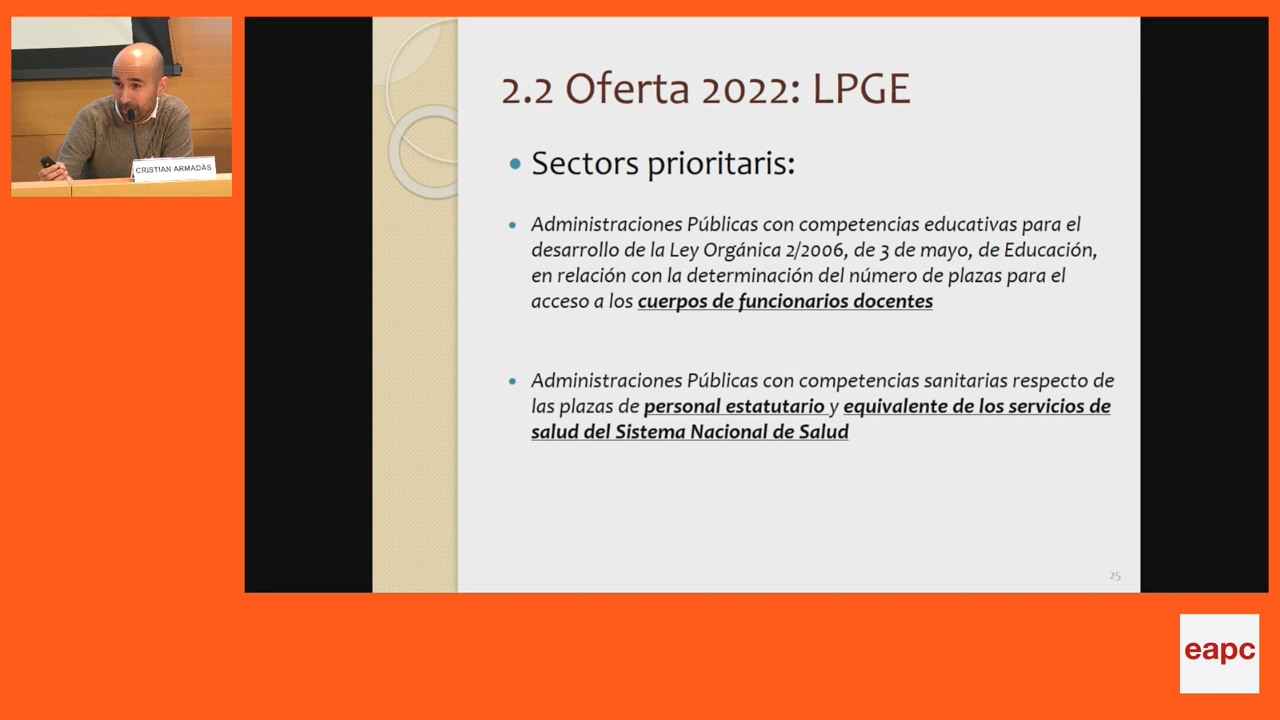 CRISTIAN ARMADÀS
2.2 Oferta 2022: LPGE
• Sectors prioritaris:
• Administraciones Públicas con competencias educativas para el
desarrollo de la Ley Orgánica 2/2006, de 3 de mayo, de Educación,
en relación con la determinación del número de plazas para el
acceso a los cuerpos de funcionarios docentes
• Administraciones Públicas con competencias sanitarias respecto de
las plazas de personal estatutario y equivalente de los servicios de
salud del Sistema Nacional de Salud
25
eapc